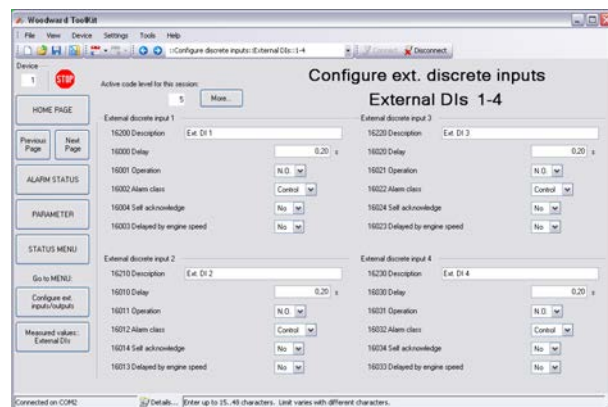 Woodward ToolKit
File View Device Settings Tools Help
::Configure discrete inputs::External DIs::1-4 Connect Disconnect
Device
1 STOP
Configure ext. discrete inputs
External DIs 1-4
Active code level for this session:
5 More...
HOME PAGE
Previous Page Next Page
ALARM STATUS
PARAMETER
STATUS MENU
Go to MENU:
Configure ext. inputs/outputs
Measured values:: External DIs
External discrete input 1
16200 Description Ext. DI 1
16000 Delay 0,20 s
16001 Operation N.O.
16002 Alarm class Control
16004 Self acknowledge No
16003 Delayed by engine speed No
External discrete input 2
16210 Description Ext. DI 2
16010 Delay 0,20 s
16011 Operation N.O.
16012 Alarm class Control
16014 Self acknowledge No
16013 Delayed by engine speed No
External discrete input 3
16220 Description Ext. DI 3
16020 Delay 0,20 s
16021 Operation N.O.
16022 Alarm class Control
16024 Self acknowledge No
16023 Delayed by engine speed No
External discrete input 4
16230 Description Ext. DI 4
16030 Delay 0,20 s
16031 Operation N.O.
16032 Alarm class Control
16034 Self acknowledge No
16033 Delayed by engine speed No
Connected on COM2 Details... Enter up to 15..48 characters. Limit varies with different characters.